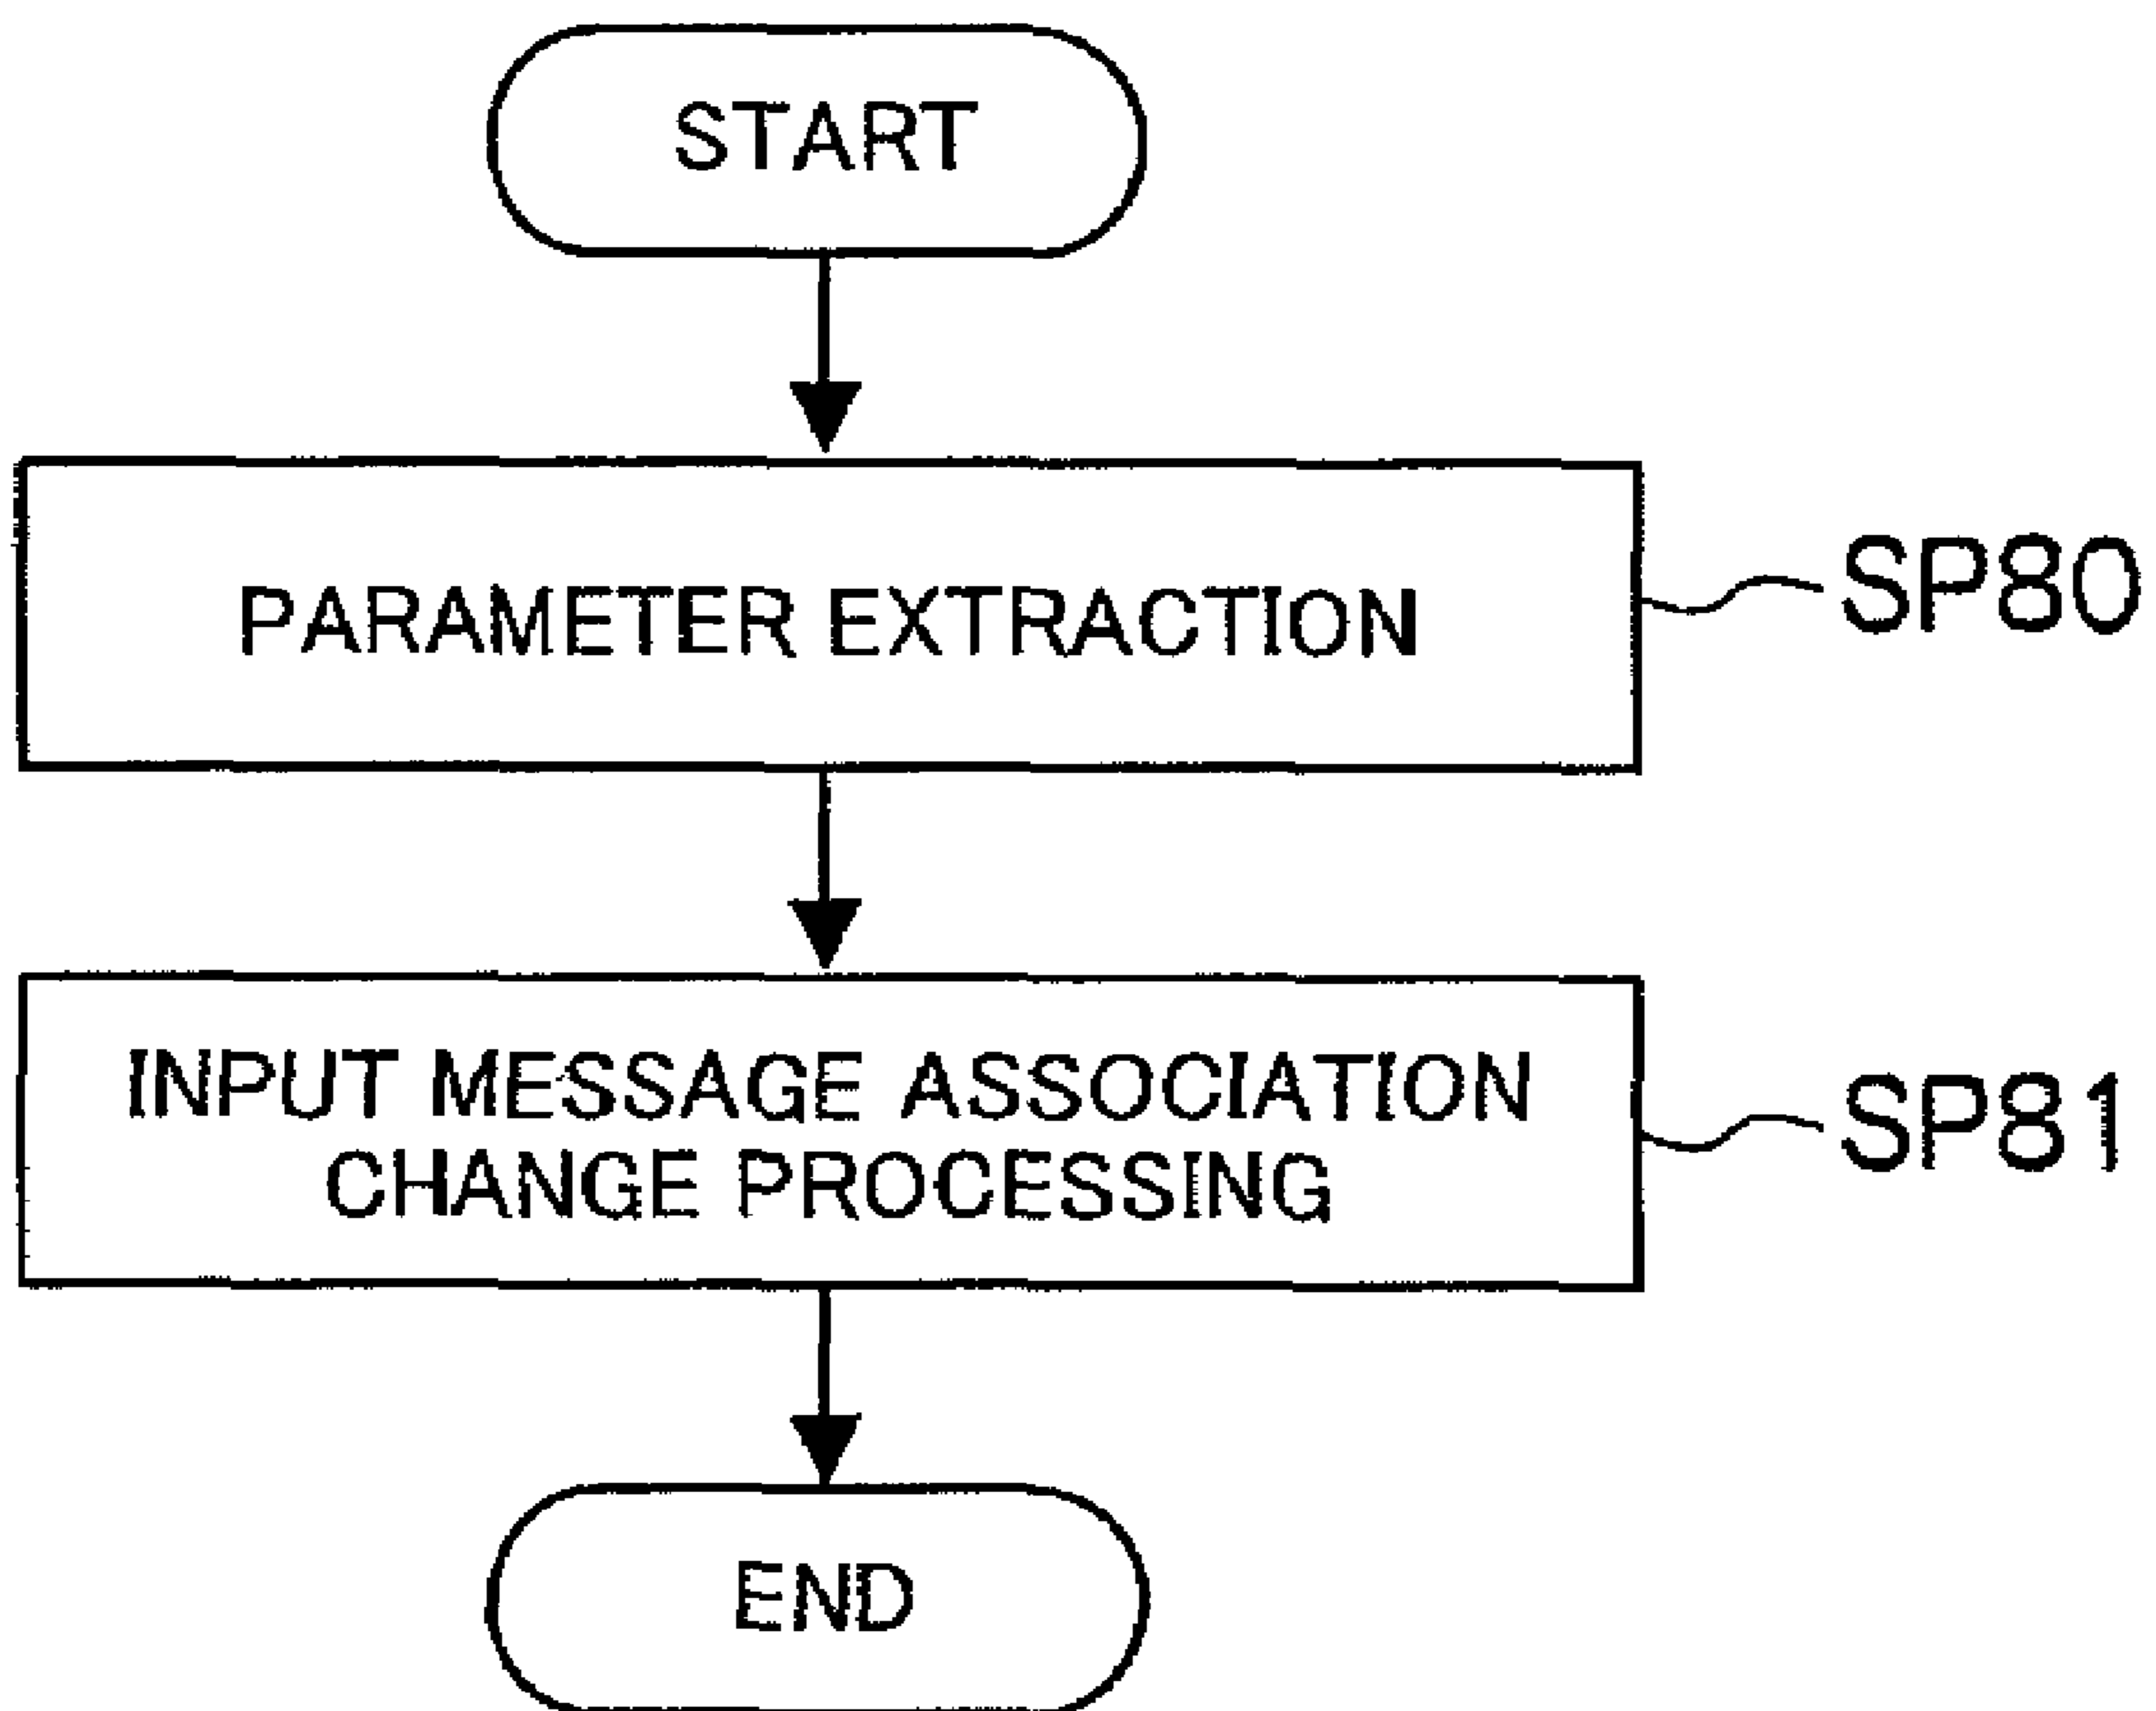 START
PARAMETER EXTRACTION
SP80
INPUT MESSAGE ASSOCIATION
CHANGE PROCESSING
SP81
END